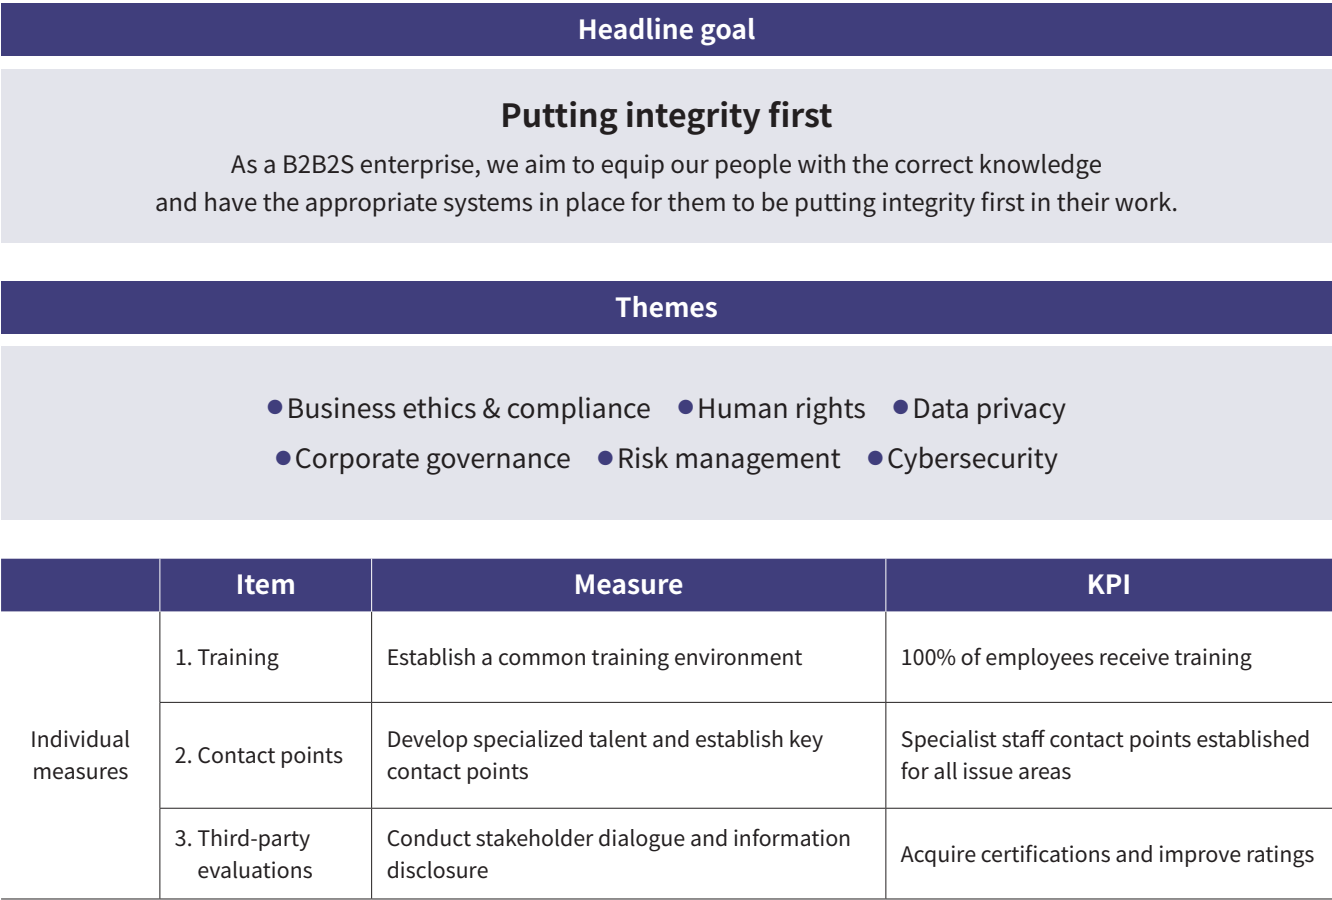 Headline goal
Putting integrity first
As a B2B2S enterprise, we aim to equip our people with the correct knowledge
and have the appropriate systems in place for them to be putting integrity first in their work.
Themes
●Business ethics & compliance ●Human rights ●Data privacy
●Corporate governance ●Risk management ●Cybersecurity
Item Measure KPI
Individual
measures
1. Training
Establish a common training environment
100% of employees receive training
2. Contact points
Develop specialized talent and establish key
contact points
Specialist staff contact points established
for all issue areas
3. Third-party
evaluations
Conduct stakeholder dialogue and information
disclosure
Acquire certifications and improve ratings